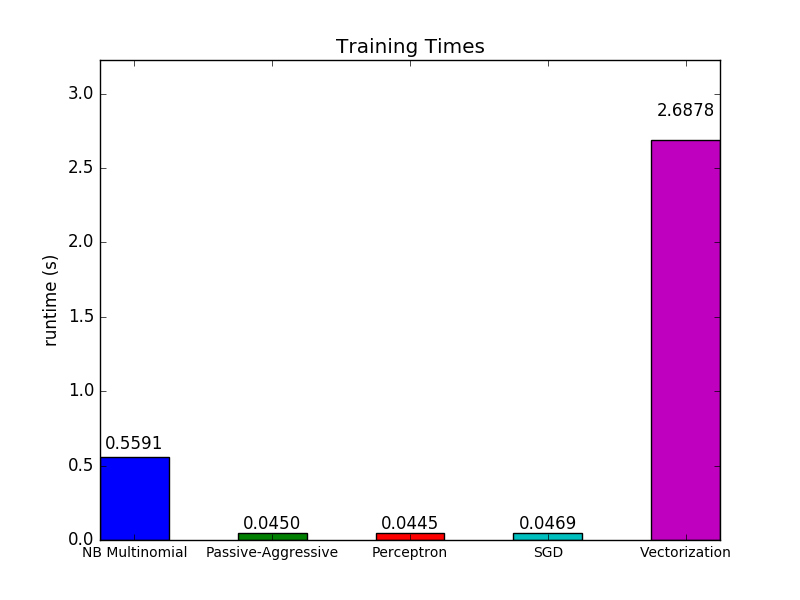 Training Times
3.0
2.5
2.0
1.5
1.0
0.5
0.0
runtime (s)
0.5591
0.0450
0.0445
0.0469
2.6878
NB Multinomial
Passive-Aggressive
Perceptron
SGD
Vectorization